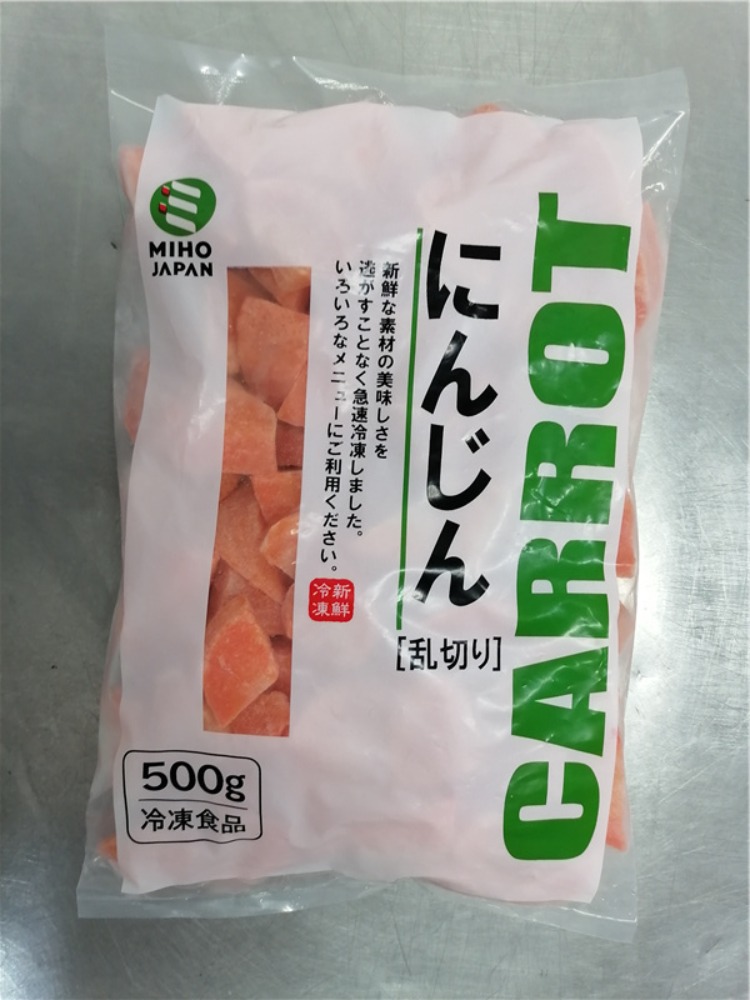 CARROT
にんじん
[乱切り]
新鮮な素材の美味しさを
逃がすことなく急速冷凍しました。
いろいろなメニューにご利用ください。
新鮮
冷凍
MIHO
JAPAN
500g
冷凍食品